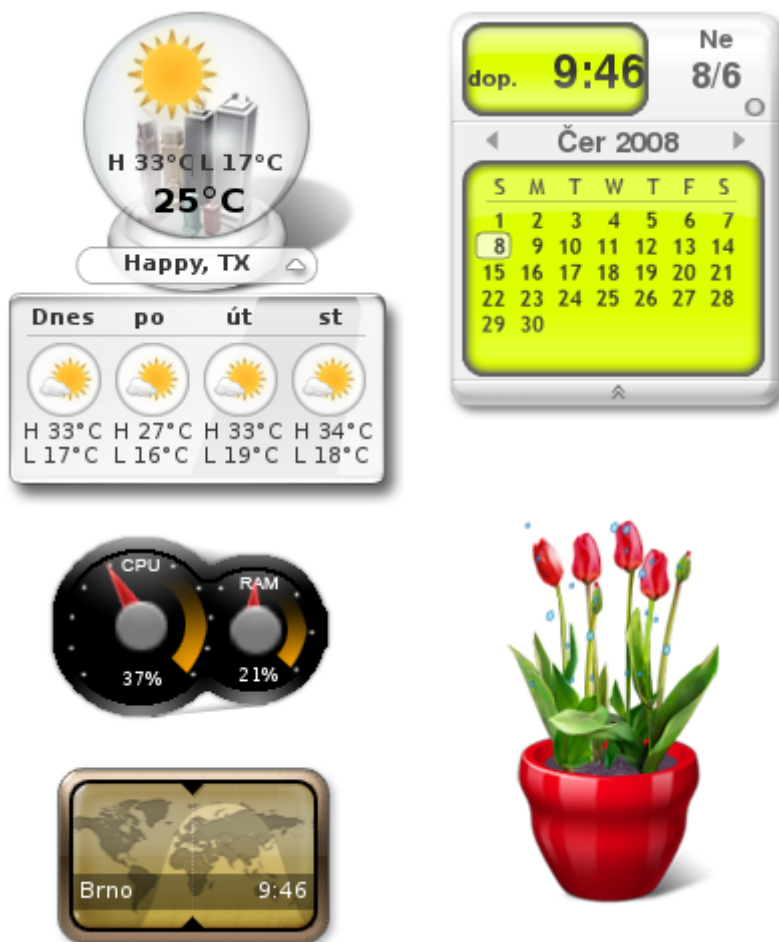 H 33°C L 17°C
25°C
Happy, TX
Dnes po út st
H 33°C H 27°C H 33°C H 34°C
L 17°C L 16°C L 19°C L 18°C
dop. 9:46
Ne
8/6
Čer 2008
S M T W T F S
1 2 3 4 5 6 7
8 9 10 11 12 13 14
15 16 17 18 19 20 21
22 23 24 25 26 27 28
29 30
CPU
37%
RAM
21%
Brno 9:46